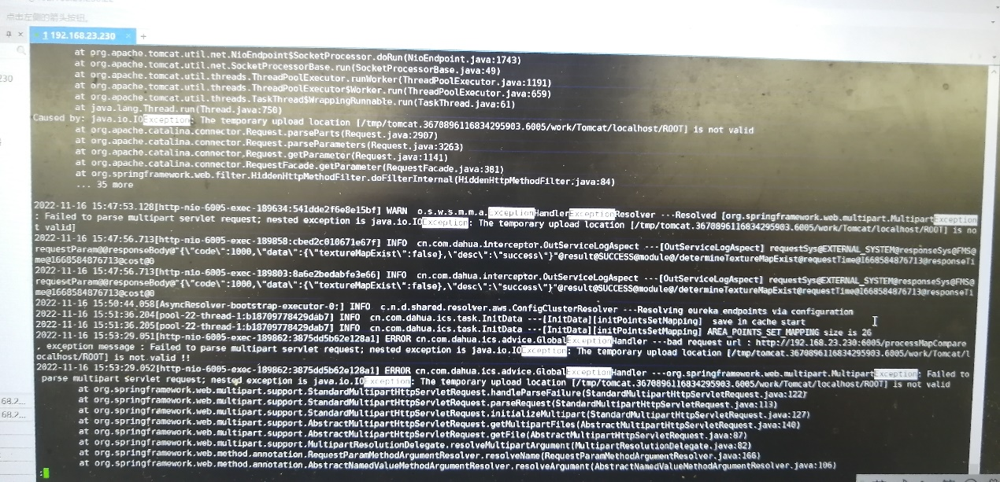 点击左侧的箭头按钮。
1 192.168.23.230 × +
230
at org.apache.tomcat.util.net.NioEndpoint$SocketProcessor.doRun(NioEndpoint.java:1743)
at org.apache.tomcat.util.net.SocketProcessorBase.run(SocketProcessorBase.java:49)
at org.apache.tomcat.util.threads.ThreadPoolExecutor.runWorker(ThreadPoolExecutor.java:1191)
at org.apache.tomcat.util.threads.ThreadPoolExecutor$Worker.run(ThreadPoolExecutor.java:659)
at org.apache.tomcat.util.threads.TaskThread$WrappingRunnable.run(TaskThread.java:61)
at java.lang.Thread.run(Thread.java:750)
Caused by: java.io.IOException: The temporary upload location [/tmp/tomcat.3670896116834295903.6005/work/Tomcat/localhost/ROOT] is not valid
at org.apache.catalina.connector.Request.parseParts(Request.java:2907)
at org.apache.catalina.connector.Request.parseParameters(Request.java:3263)
at org.apache.catalina.connector.Request.getParameter(Request.java:1141)
at org.apache.catalina.connector.RequestFacade.getParameter(RequestFacade.java:381)
at org.springframework.web.filter.HiddenHttpMethodFilter.doFilterInternal(HiddenHttpMethodFilter.java:84)
... 35 more
2022-11-16 15:47:53.128[http-nio-6005-exec-189634:541dde2f6e8e15bf] WARN o.s.w.s.m.m.a.ExceptionHandlerExceptionResolver ---Resolved [org.springframework.web.multipart.MultipartException
: Failed to parse multipart servlet request; nested exception is java.io.IOException: The temporary upload location [/tmp/tomcat.3670896116834295903.6005/work/Tomcat/localhost/ROOT] is no
t valid]
2022-11-16 15:47:56.713[http-nio-6005-exec-189858:cbed2c010671e67f] INFO cn.com.dahua.interceptor.OutServiceLogAspect ---[OutServiceLogAspect] requestSys@EXTERNAL_SYSTEM@responseSys@FMS@
requestParam@@responseBody@"{\"code\":1000,\"data\":{\"textureMapExist\":false},\"desc\":\"success\"}"@result@SUCCESS@module@/determineTextureMapExist@requestTime@1668584876713@responseTi
me@1668584876713@cost@0
2022-11-16 15:47:56.713[http-nio-6005-exec-189803:8a6e2bedabfe3e66] INFO cn.com.dahua.interceptor.OutServiceLogAspect ---[OutServiceLogAspect] requestSys@EXTERNAL_SYSTEM@responseSys@FMS@
requestParam@@responseBody@"{\"code\":1000,\"data\":{\"textureMapExist\":false},\"desc\":\"success\"}"@result@SUCCESS@module@/determineTextureMapExist@requestTime@1668584876713@responseTi
me@1668584876713@cost@0
2022-11-16 15:50:44.058[AsyncResolver-bootstrap-executor-0:] INFO c.n.d.shared.resolver.aws.ConfigClusterResolver ---Resolving eureka endpoints via configuration
2022-11-16 15:51:36.204[pool-22-thread-1:b18709778429dab7] INFO cn.com.dahua.ics.task.InitData ---[InitData][initPointsSetMapping] save in cache start
2022-11-16 15:51:36.205[pool-22-thread-1:b18709778429dab7] INFO cn.com.dahua.ics.task.InitData ---[InitData][initPointsSetMapping] AREA_POINTS_SET_MAPPING size is 26
2022-11-16 15:53:29.051[http-nio-6005-exec-189862:3875dd5b62e128a1] ERROR cn.com.dahua.ics.advice.GlobalExceptionHandler ---bad request url : http://192.168.23.230:6005/processMapCompare
, exception message : Failed to parse multipart servlet request; nested exception is java.io.IOException: The temporary upload location [/tmp/tomcat.3670896116834295903.6005/work/Tomcat/l
ocalhost/ROOT] is not valid !!
2022-11-16 15:53:29.052[http-nio-6005-exec-189862:3875dd5b62e128a1] ERROR cn.com.dahua.ics.advice.GlobalExceptionHandler ---org.springframework.web.multipart.MultipartException: Failed to
parse multipart servlet request; nested exception is java.io.IOException: The temporary upload location [/tmp/tomcat.3670896116834295903.6005/work/Tomcat/localhost/ROOT] is not valid
at org.springframework.web.multipart.support.StandardMultipartHttpServletRequest.handleParseFailure(StandardMultipartHttpServletRequest.java:122)
at org.springframework.web.multipart.support.StandardMultipartHttpServletRequest.parseRequest(StandardMultipartHttpServletRequest.java:113)
at org.springframework.web.multipart.support.StandardMultipartHttpServletRequest.initializeMultipart(StandardMultipartHttpServletRequest.java:127)
at org.springframework.web.multipart.support.AbstractMultipartHttpServletRequest.getMultipartFiles(AbstractMultipartHttpServletRequest.java:140)
at org.springframework.web.multipart.support.AbstractMultipartHttpServletRequest.getFile(AbstractMultipartHttpServletRequest.java:87)
at org.springframework.web.multipart.support.MultipartResolutionDelegate.resolveMultipartArgument(MultipartResolutionDelegate.java:82)
at org.springframework.web.method.annotation.RequestParamMethodArgumentResolver.resolveName(RequestParamMethodArgumentResolver.java:166)
at org.springframework.web.method.annotation.AbstractNamedValueMethodArgumentResolver.resolveArgument(AbstractNamedValueMethodArgumentResolver.java:106)
:
68.2...
68.2...